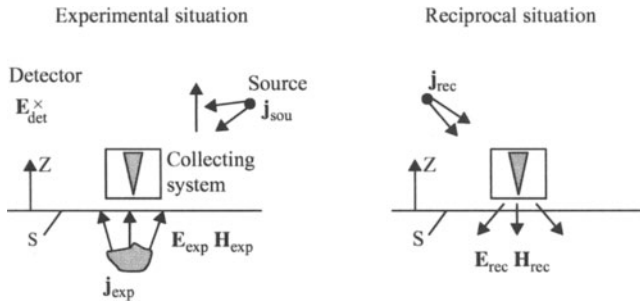 Experimental situation
Reciprocal situation
Detector
E×det
Source
jsou
jrec
Z
Collecting
system
Z
S
Eexp Hexp
jexp
S
Erec Hrec